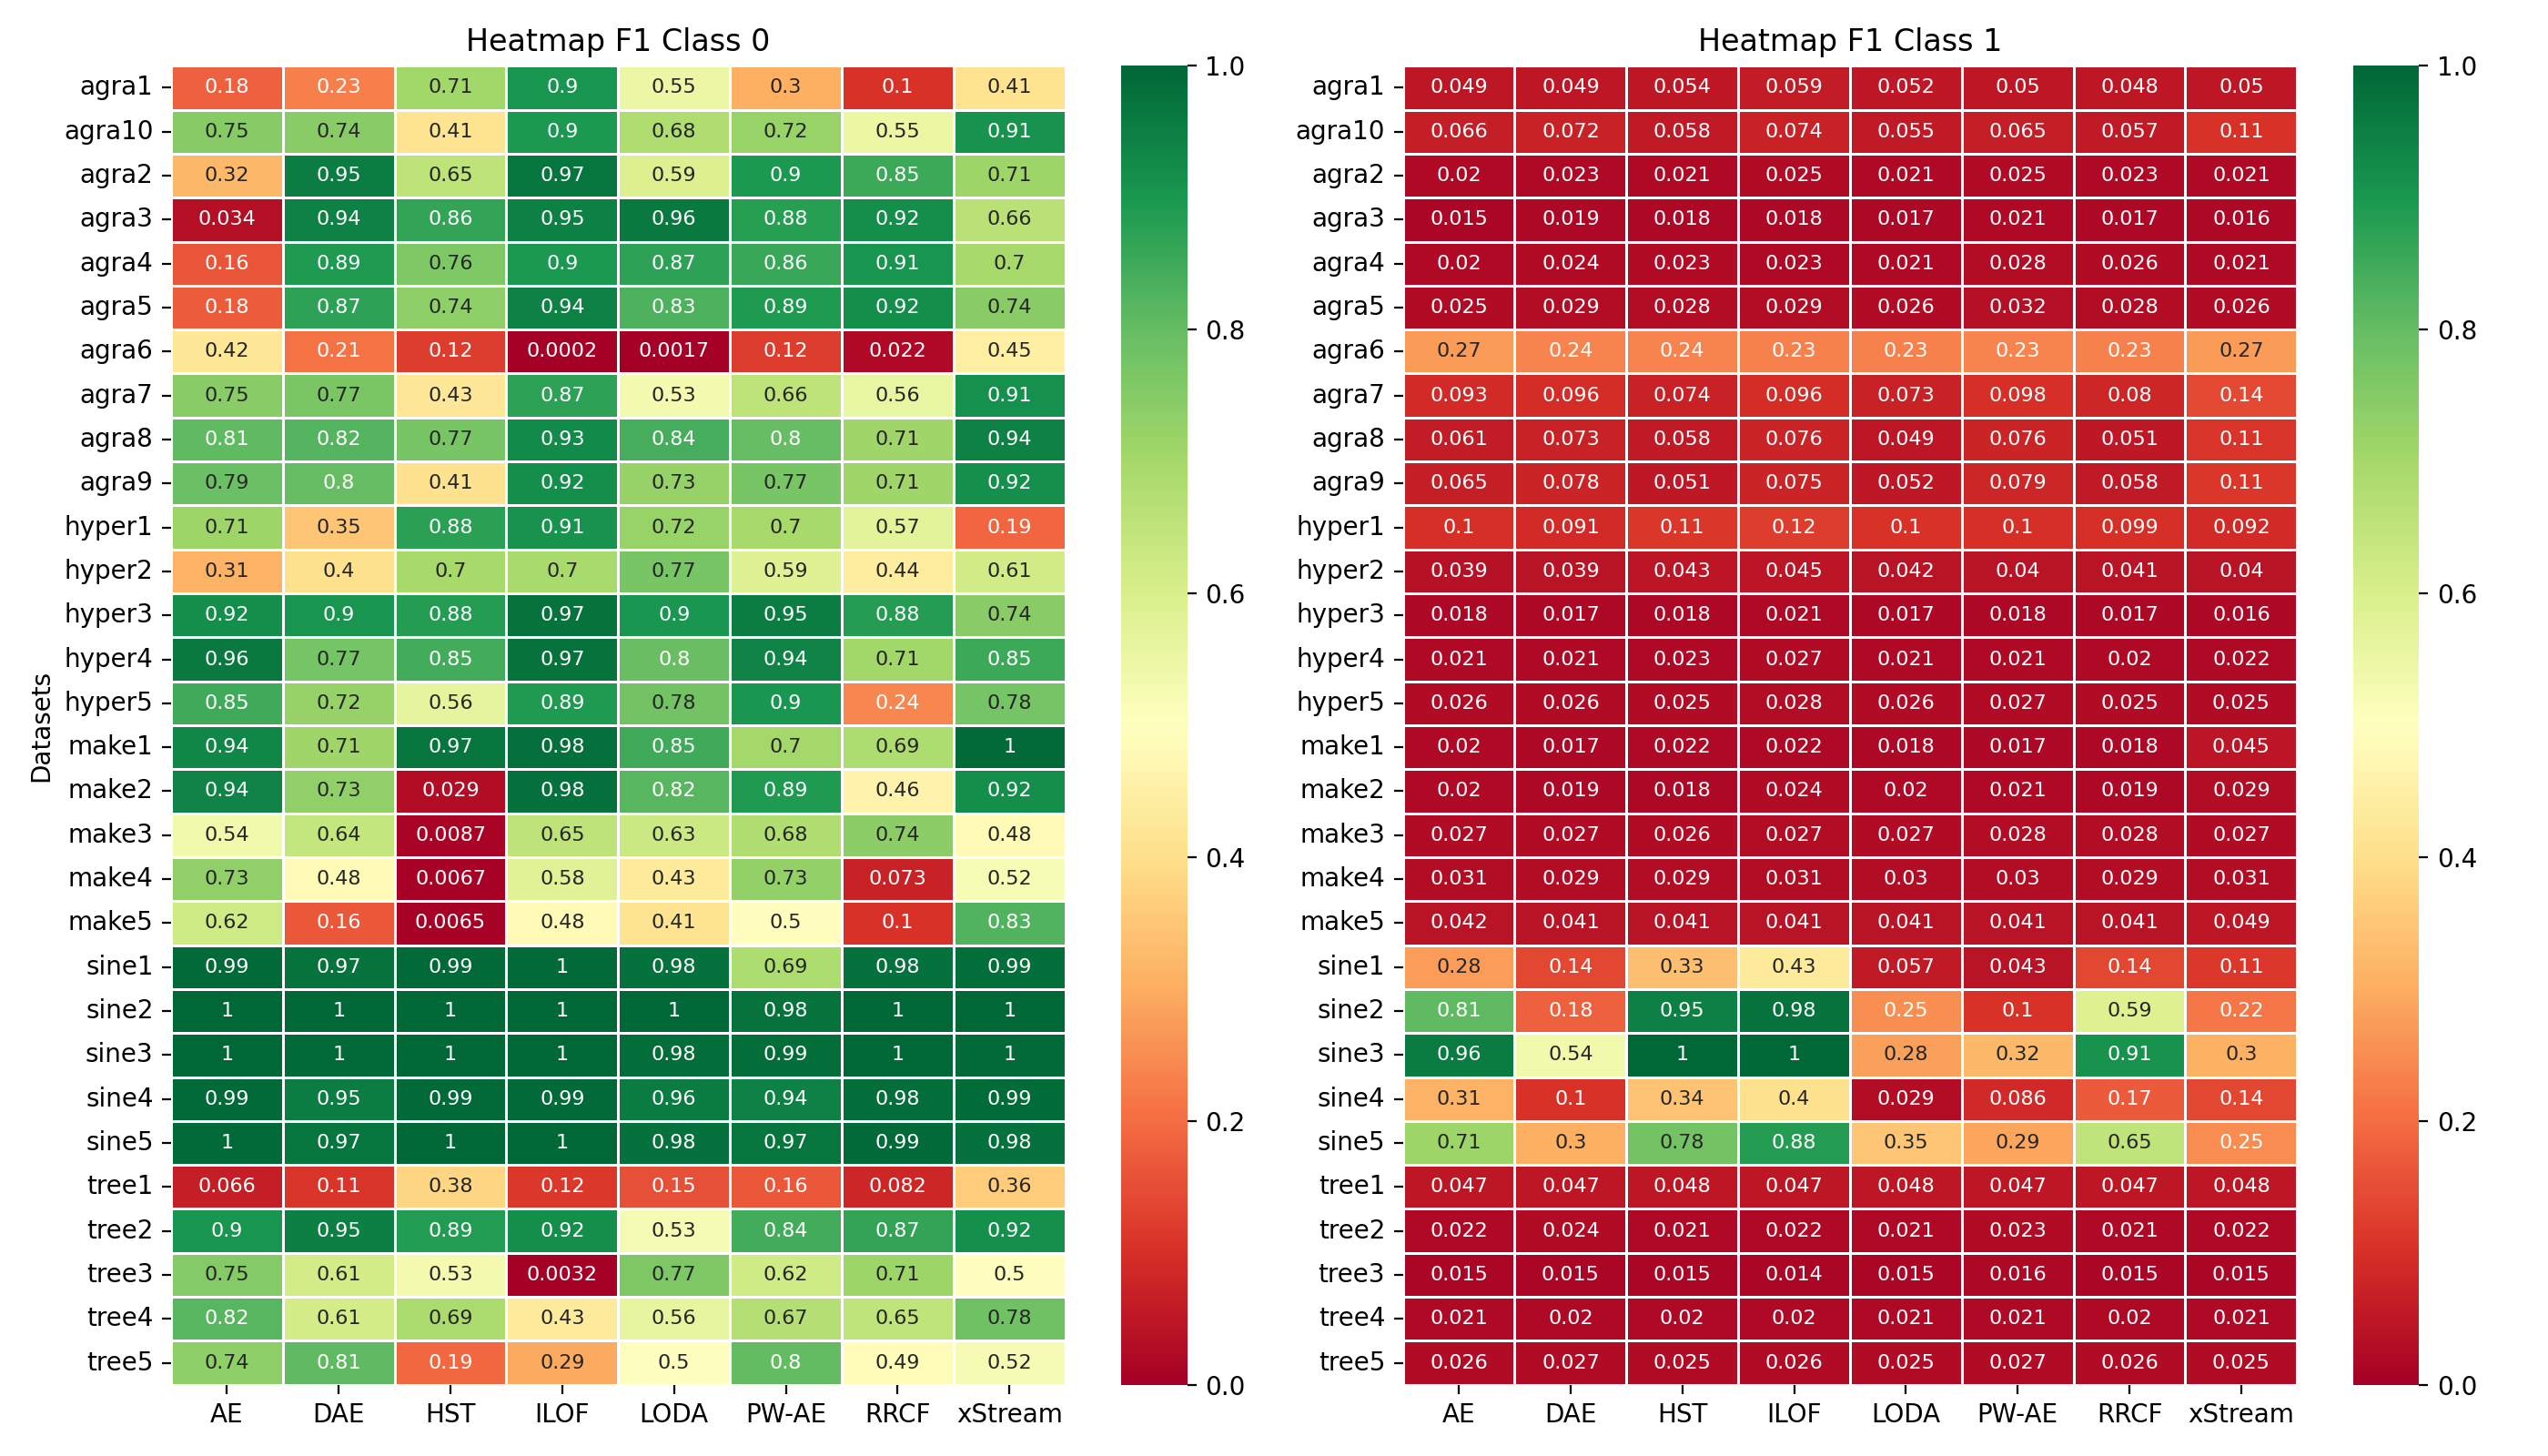 Heatmap F1 Class 0
Datasets
agra1 0.18 0.23 0.71 0.9 0.55 0.3 0.1 0.41
agra10 0.75 0.74 0.41 0.9 0.68 0.72 0.55 0.91
agra2 0.32 0.95 0.65 0.97 0.59 0.9 0.85 0.71
agra3 0.034 0.94 0.86 0.95 0.96 0.88 0.92 0.66
agra4 0.16 0.89 0.76 0.9 0.87 0.86 0.91 0.7
agra5 0.18 0.87 0.74 0.94 0.83 0.89 0.92 0.74
agra6 0.42 0.21 0.12 0.0002 0.0017 0.12 0.022 0.45
agra7 0.75 0.77 0.43 0.87 0.53 0.66 0.56 0.91
agra8 0.81 0.82 0.77 0.93 0.84 0.8 0.71 0.94
agra9 0.79 0.8 0.41 0.92 0.73 0.77 0.71 0.92
hyper1 0.71 0.35 0.88 0.91 0.72 0.7 0.57 0.19
hyper2 0.31 0.4 0.7 0.7 0.77 0.59 0.44 0.61
hyper3 0.92 0.9 0.88 0.97 0.9 0.95 0.88 0.74
hyper4 0.96 0.77 0.85 0.97 0.8 0.94 0.71 0.85
hyper5 0.85 0.72 0.56 0.89 0.78 0.9 0.24 0.78
make1 0.94 0.71 0.97 0.98 0.85 0.7 0.69 1
make2 0.94 0.73 0.029 0.98 0.82 0.89 0.46 0.92
make3 0.54 0.64 0.0087 0.65 0.63 0.68 0.74 0.48
make4 0.73 0.48 0.0067 0.58 0.43 0.73 0.073 0.52
make5 0.62 0.16 0.0065 0.48 0.41 0.5 0.1 0.83
sine1 0.99 0.97 0.99 1 0.98 0.69 0.98 0.99
sine2 1 1 1 1 1 0.98 1 1
sine3 1 1 1 1 0.98 0.99 1 1
sine4 0.99 0.95 0.99 0.99 0.96 0.94 0.98 0.99
sine5 1 0.97 1 1 0.98 0.97 0.99 0.98
tree1 0.066 0.11 0.38 0.12 0.15 0.16 0.082 0.36
tree2 0.9 0.95 0.89 0.92 0.53 0.84 0.87 0.92
tree3 0.75 0.61 0.53 0.0032 0.77 0.62 0.71 0.5
tree4 0.82 0.61 0.69 0.43 0.56 0.67 0.65 0.78
tree5 0.74 0.81 0.19 0.29 0.5 0.8 0.49 0.52
AE DAE HST ILOF LODA PW-AE RRCF xStream
1.0
0.8
0.6
0.4
0.2
0.0
Heatmap F1 Class 1
agra1 0.049 0.049 0.054 0.059 0.052 0.05 0.048 0.05
agra10 0.066 0.072 0.058 0.074 0.055 0.065 0.057 0.11
agra2 0.02 0.023 0.021 0.025 0.021 0.025 0.023 0.021
agra3 0.015 0.019 0.018 0.018 0.017 0.021 0.017 0.016
agra4 0.02 0.024 0.023 0.023 0.021 0.028 0.026 0.021
agra5 0.025 0.029 0.028 0.029 0.026 0.032 0.028 0.026
agra6 0.27 0.24 0.24 0.23 0.23 0.23 0.23 0.27
agra7 0.093 0.096 0.074 0.096 0.073 0.098 0.08 0.14
agra8 0.061 0.073 0.058 0.076 0.049 0.076 0.051 0.11
agra9 0.065 0.078 0.051 0.075 0.052 0.079 0.058 0.11
hyper1 0.1 0.091 0.11 0.12 0.1 0.1 0.099 0.092
hyper2 0.039 0.039 0.043 0.045 0.042 0.04 0.041 0.04
hyper3 0.018 0.017 0.018 0.021 0.017 0.018 0.017 0.016
hyper4 0.021 0.021 0.023 0.027 0.021 0.021 0.02 0.022
hyper5 0.026 0.026 0.025 0.028 0.026 0.027 0.025 0.025
make1 0.02 0.017 0.022 0.022 0.018 0.017 0.018 0.045
make2 0.02 0.019 0.018 0.024 0.02 0.021 0.019 0.029
make3 0.027 0.027 0.026 0.027 0.027 0.028 0.028 0.027
make4 0.031 0.029 0.029 0.031 0.03 0.03 0.029 0.031
make5 0.042 0.041 0.041 0.041 0.041 0.041 0.041 0.049
sine1 0.28 0.14 0.33 0.43 0.057 0.043 0.14 0.11
sine2 0.81 0.18 0.95 0.98 0.25 0.1 0.59 0.22
sine3 0.96 0.54 1 1 0.28 0.32 0.91 0.3
sine4 0.31 0.1 0.34 0.4 0.029 0.086 0.17 0.14
sine5 0.71 0.3 0.78 0.88 0.35 0.29 0.65 0.25
tree1 0.047 0.047 0.048 0.047 0.048 0.047 0.047 0.048
tree2 0.022 0.024 0.021 0.022 0.021 0.023 0.021 0.022
tree3 0.015 0.015 0.015 0.014 0.015 0.016 0.015 0.015
tree4 0.021 0.02 0.02 0.02 0.021 0.021 0.02 0.021
tree5 0.026 0.027 0.025 0.026 0.025 0.027 0.026 0.025
AE DAE HST ILOF LODA PW-AE RRCF xStream
1.0
0.8
0.6
0.4
0.2
0.0